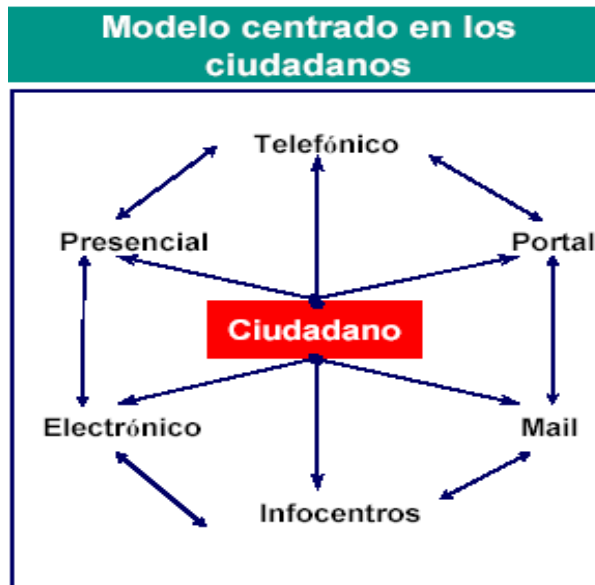 Modelo centrado en los
ciudadanos
Telefónico
Presencial
Portal
Ciudadano
Electrónico
Mail
Infocentros